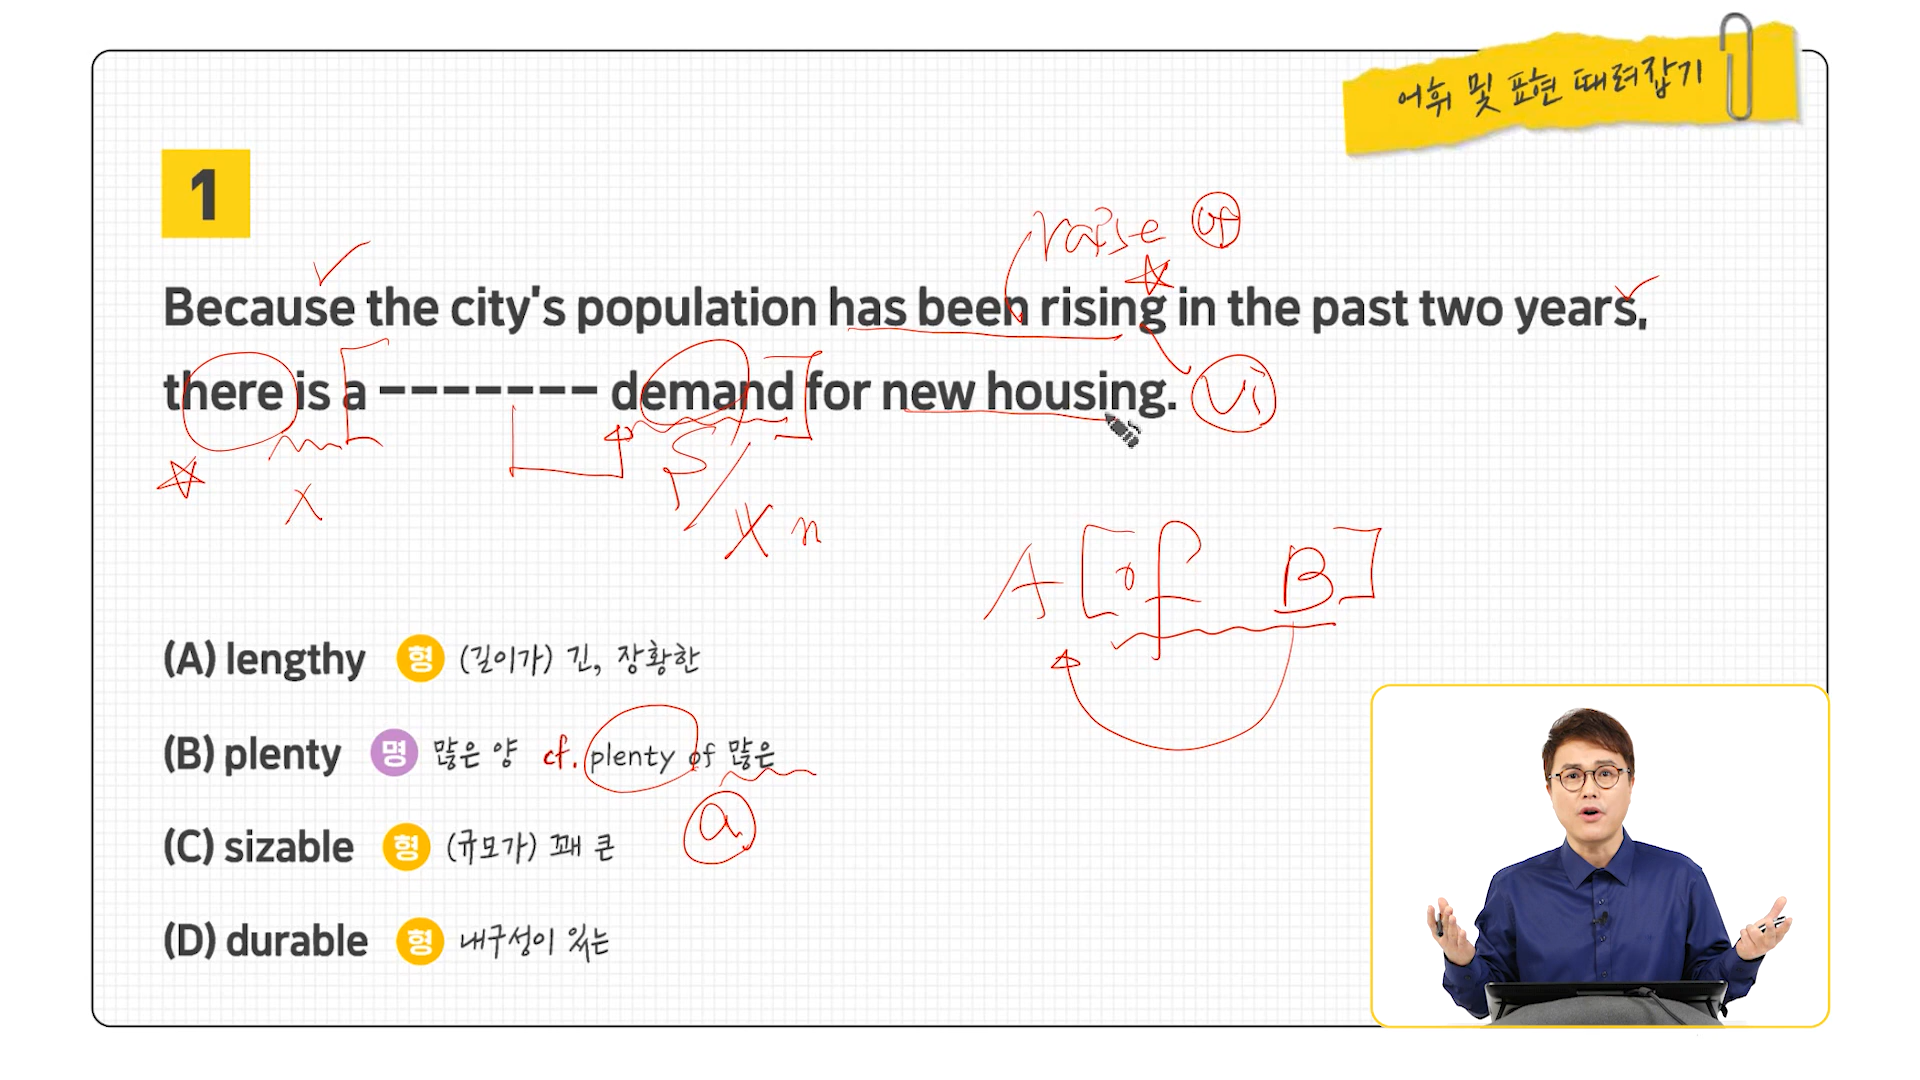 어휘 및 표현 때려잡기
1
raise vt
Because the city's population has been rising in the past two years,
there is a ------- demand for new housing.
vi
S
X
X n
A [of B]
(A) lengthy 형 (길이가) 긴, 장황한
(B) plenty 명 많은 양 cf. plenty of 많은
a
(C) sizable 형 (규모가) 꽤 큰
(D) durable 형 내구성이 있는